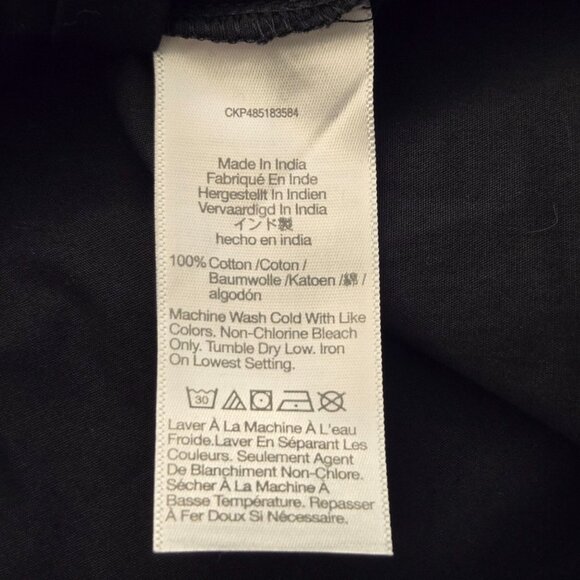 CKP485183584
Made In India
Fabriqué En Inde
Hergestellt In Indien
Vervaardigd In India
インド製
hecho en india
100% Cotton /Coton /
Baumwolle /Katoen /綿 /
algodón
Machine Wash Cold With Like
Colors. Non-Chlorine Bleach
Only. Tumble Dry Low. Iron
On Lowest Setting.
30
Laver À La Machine À L'eau
Froide.Laver En Séparant Les
Couleurs. Seulement Agent
De Blanchiment Non-Chlore.
Sécher À La Machine À
Basse Température. Repasser
À Fer Doux Si Nécessaire.